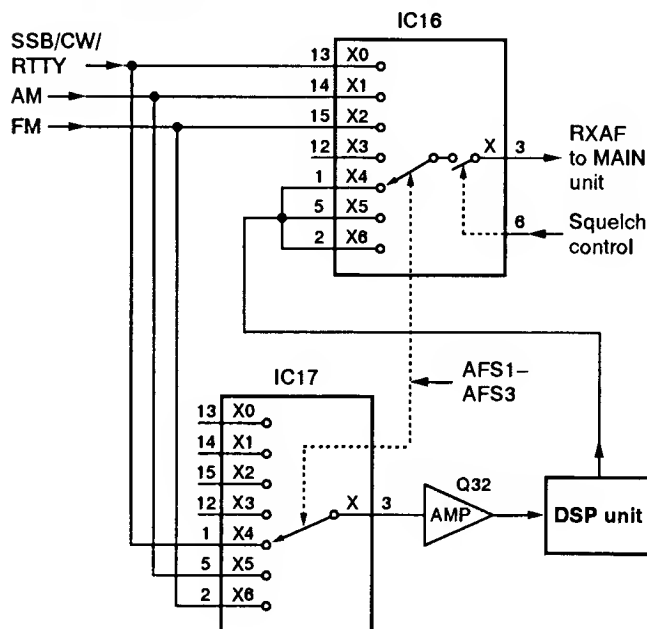 IC16
SSB/CW/
RTTY
AM
FM
13 X0
14 X1
15 X2
12 X3
1 X4
5 X5
2 X6
X 3
RXAF
to MAIN
unit
6
Squelch
control
AFS1–
AFS3
IC17
13 X0
14 X1
15 X2
12 X3
1 X4
5 X5
2 X6
X 3
Q32
AMP
DSP unit